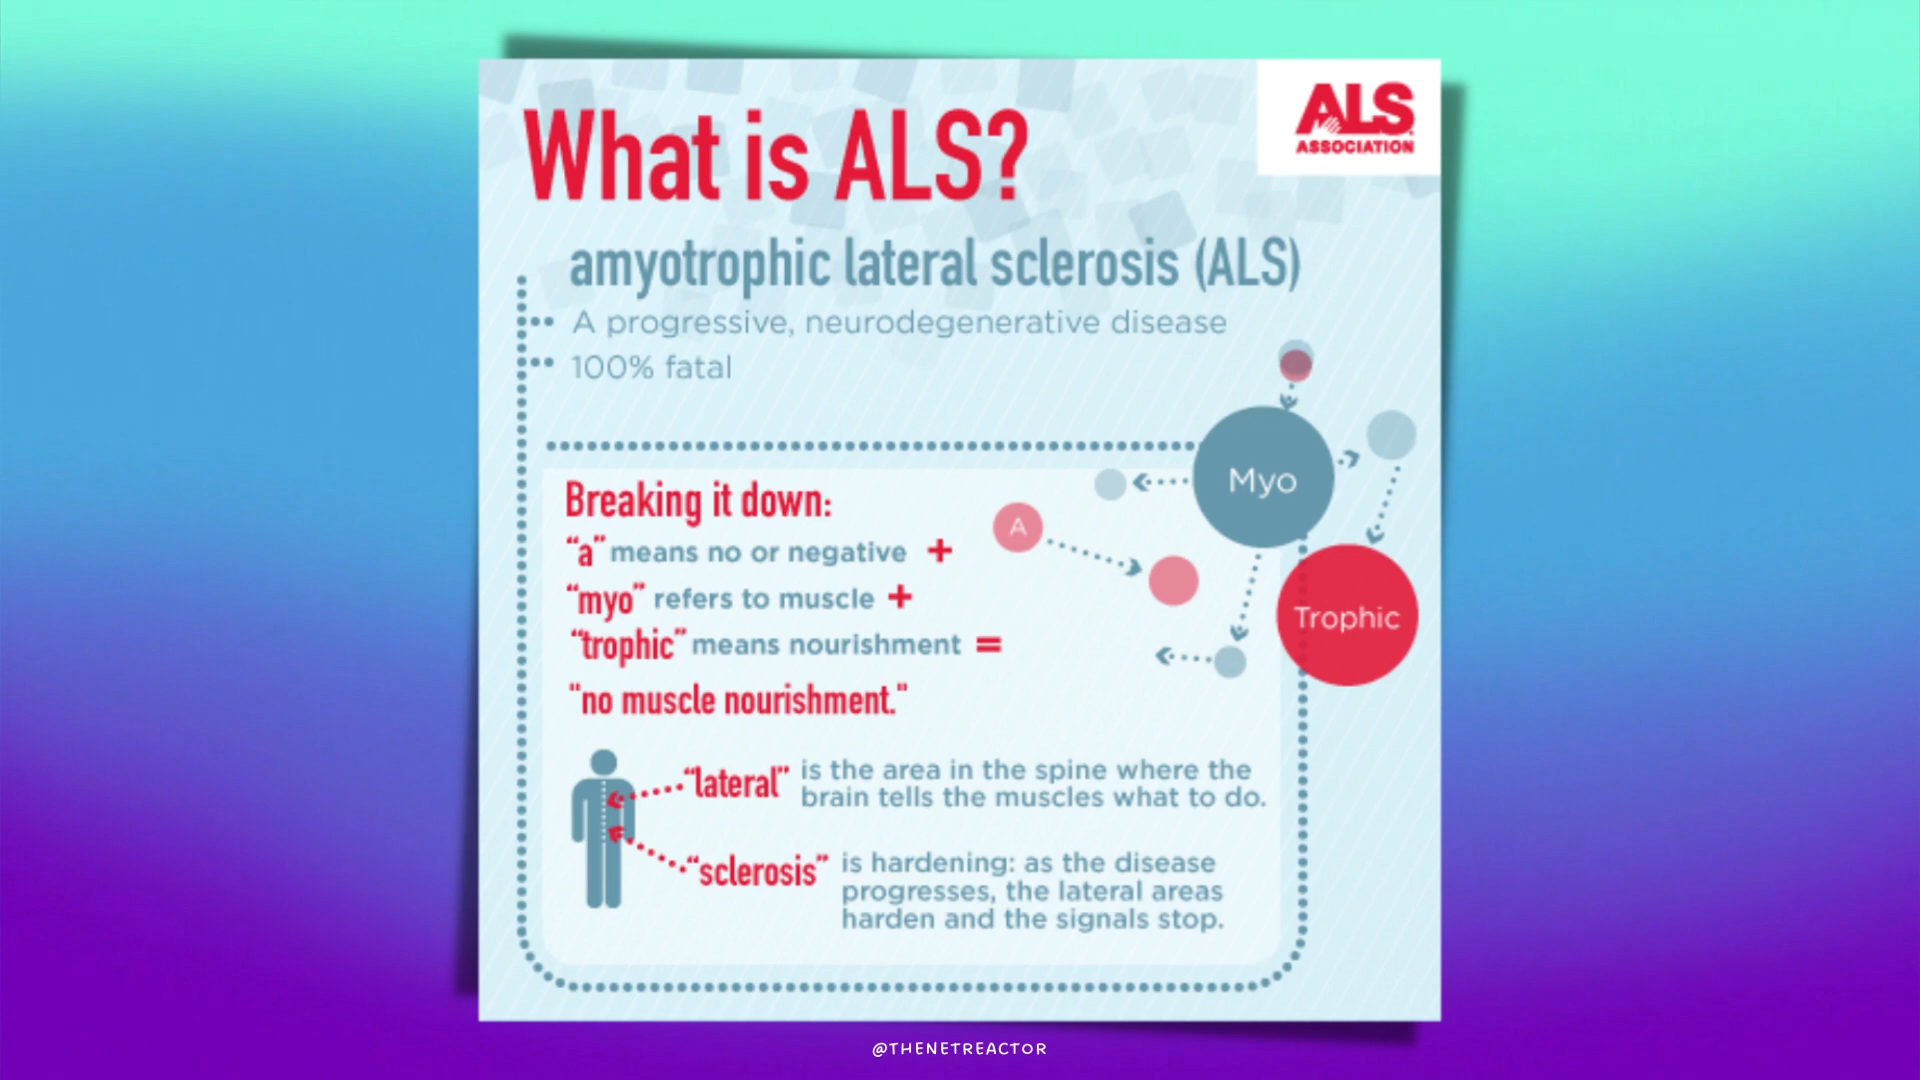 What is ALS?
ALS
ASSOCIATION
amyotrophic lateral sclerosis (ALS)
A progressive, neurodegenerative disease
100% fatal
Breaking it down:
“a” means no or negative +
“myo” refers to muscle +
“trophic” means nourishment =
"no muscle nourishment."
A
Myo
Trophic
“lateral” is the area in the spine where the
brain tells the muscles what to do.
“sclerosis” is hardening: as the disease
progresses, the lateral areas
harden and the signals stop.
@THENETREACTOR